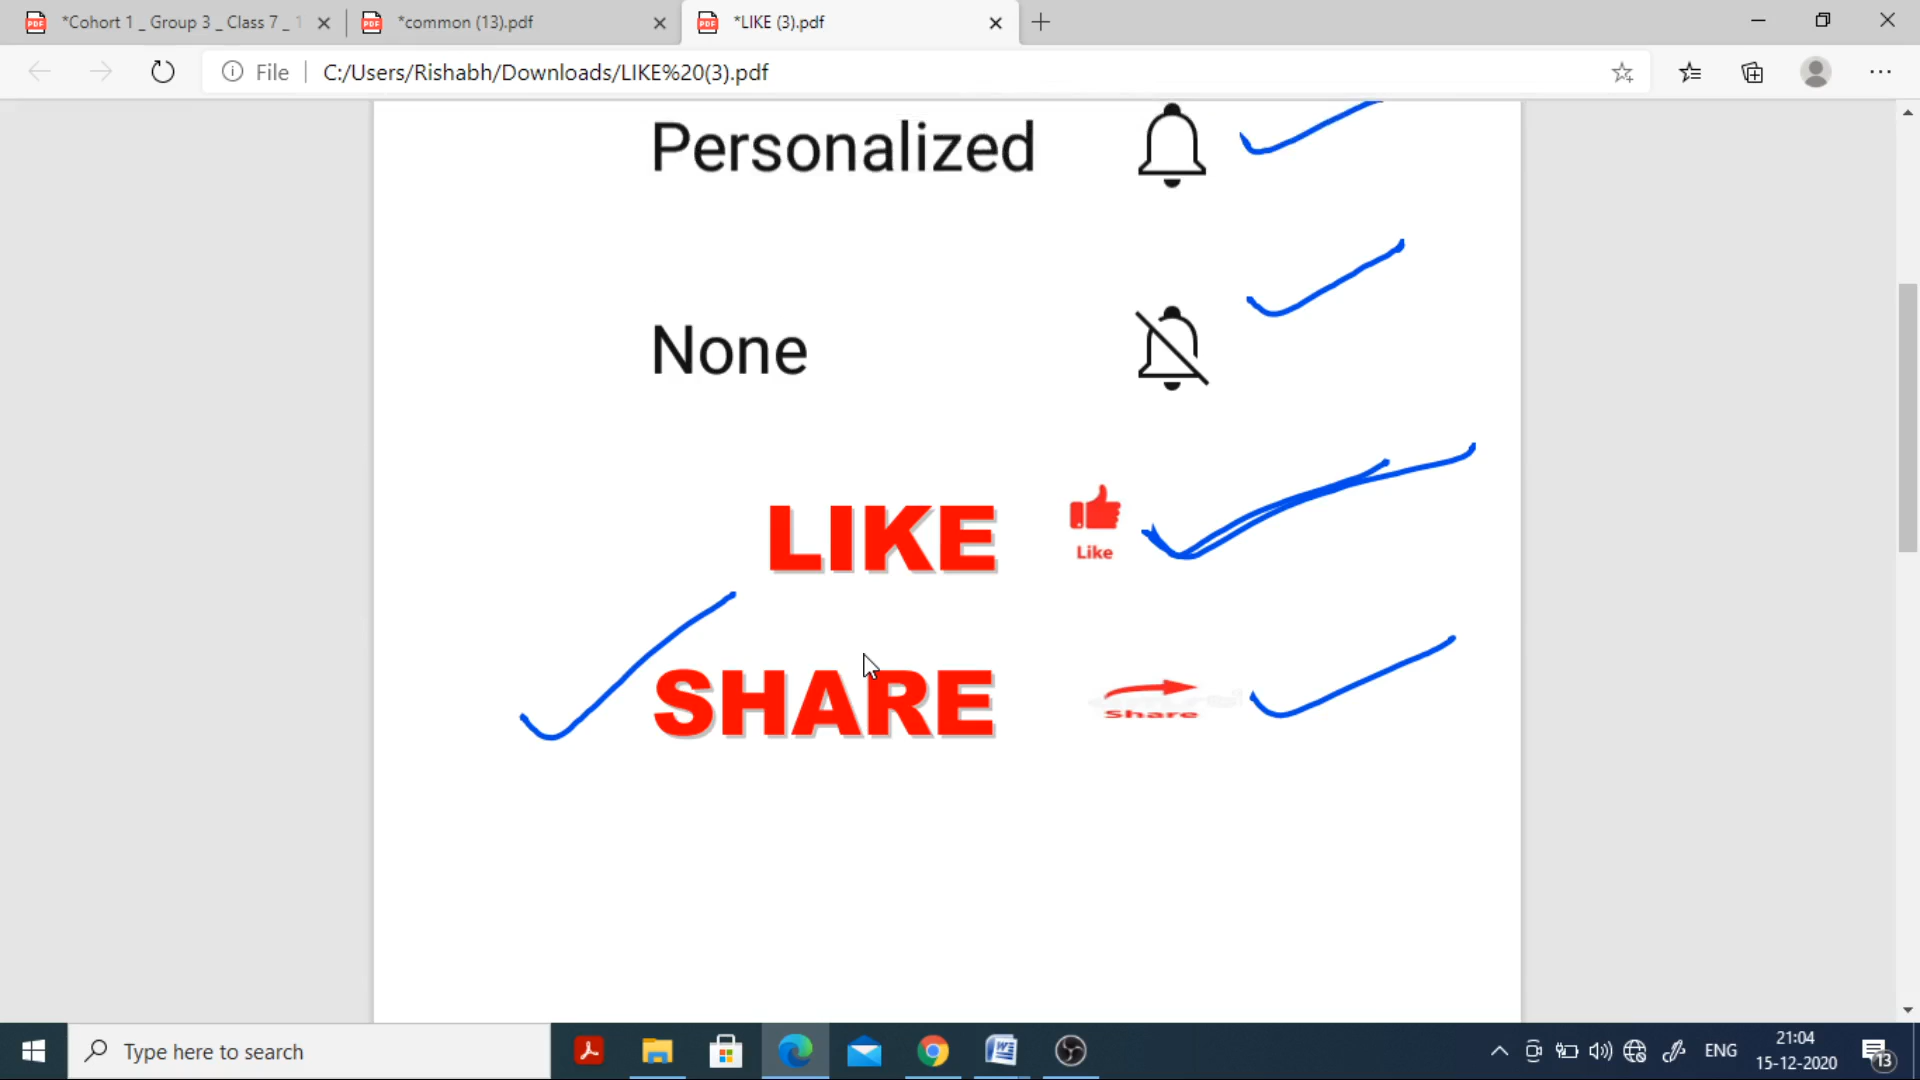 *Cohort 1 _ Group 3 _ Class 7 _ 1
*common (13).pdf
*LIKE (3).pdf
File
C:/Users/Rishabh/Downloads/LIKE%20(3).pdf
Personalized
None
LIKE
Like
SHARE
Share
Type here to search
ENG
21:04
15-12-2020
13